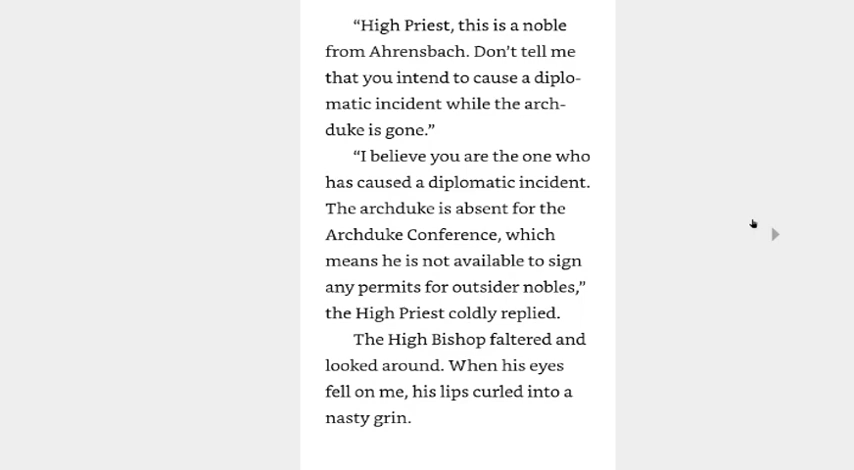 “High Priest, this is a noble
from Ahrensbach. Don’t tell me
that you intend to cause a diplo-
matic incident while the arch-
duke is gone.”
“I believe you are the one who
has caused a diplomatic incident.
The archduke is absent for the
Archduke Conference, which
means he is not available to sign
any permits for outsider nobles,”
the High Priest coldly replied.
The High Bishop faltered and
looked around. When his eyes
fell on me, his lips curled into a
nasty grin.